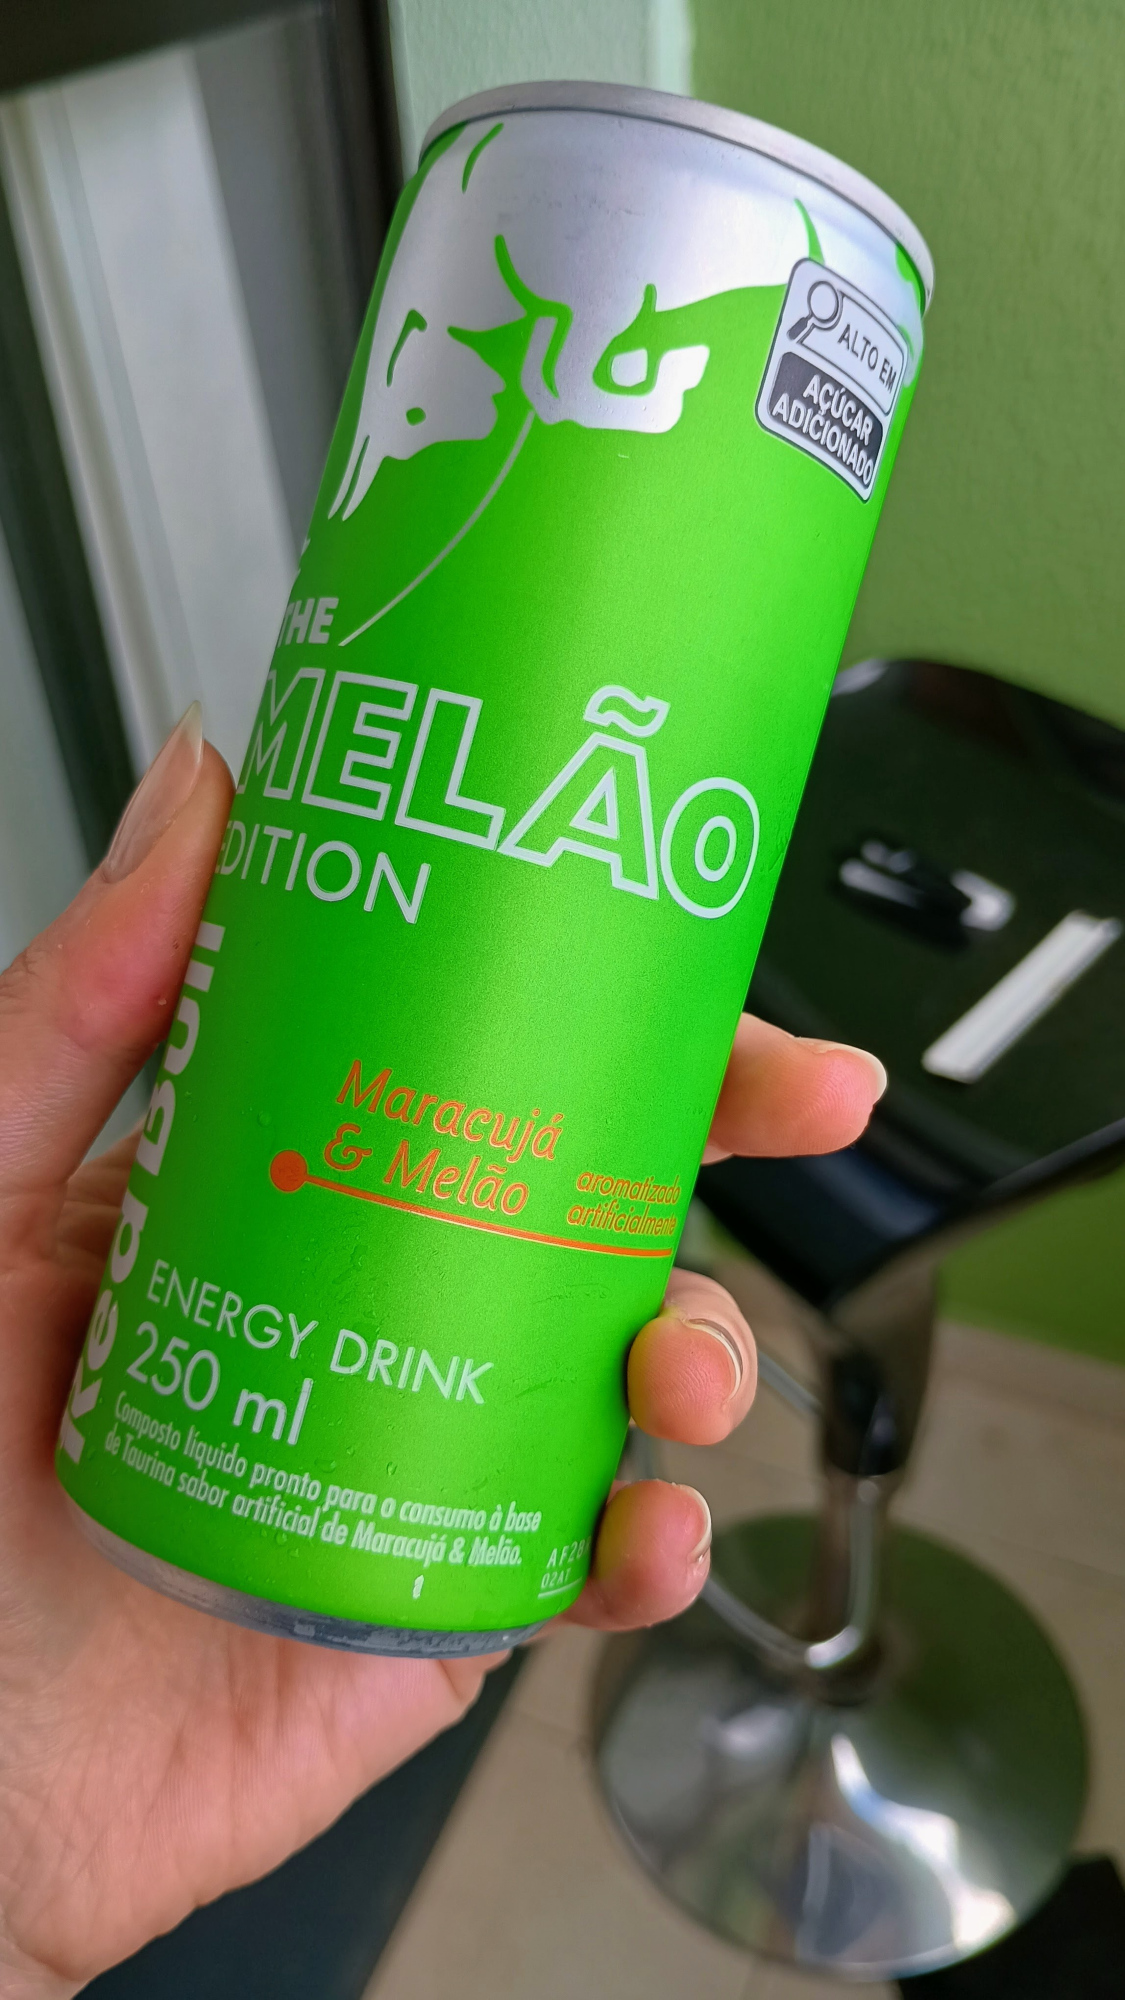 ALTO EM
AÇÚCAR
ADICIONADO
THE
MELÃO
EDITION
Red Bull
Maracujá
& Melão
aromatizado
artificialmente
ENERGY DRINK
250 ml
Composto líquido pronto para o consumo à base
de Taurina sabor artificial de Maracujá & Melão.
02AT